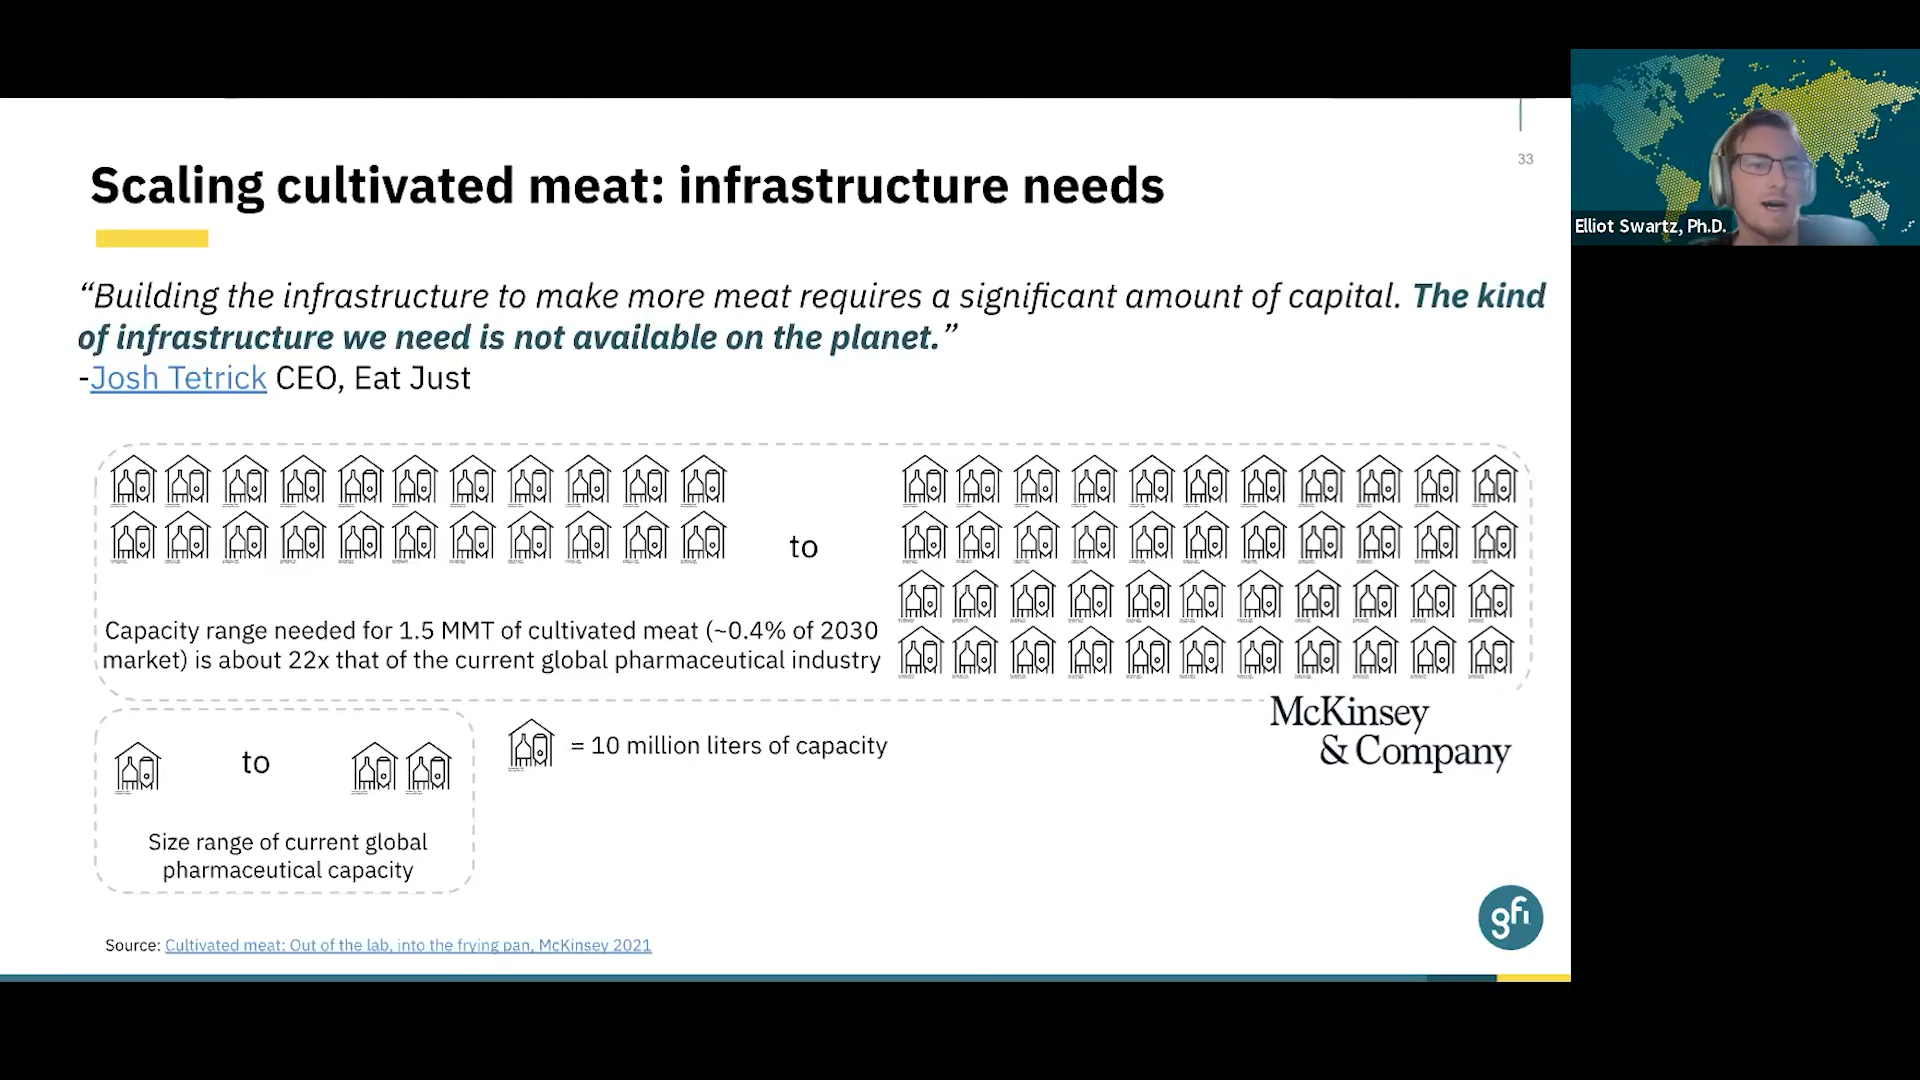 33
Scaling cultivated meat: infrastructure needs
“Building the infrastructure to make more meat requires a significant amount of capital. The kind
of infrastructure we need is not available on the planet.”
-Josh Tetrick CEO, Eat Just
to
Capacity range needed for 1.5 MMT of cultivated meat (~0.4% of 2030
market) is about 22x that of the current global pharmaceutical industry
McKinsey
& Company
to
= 10 million liters of capacity
Size range of current global
pharmaceutical capacity
Source: Cultivated meat: Out of the lab, into the frying pan, McKinsey 2021
gfi
Elliot Swartz, Ph.D.